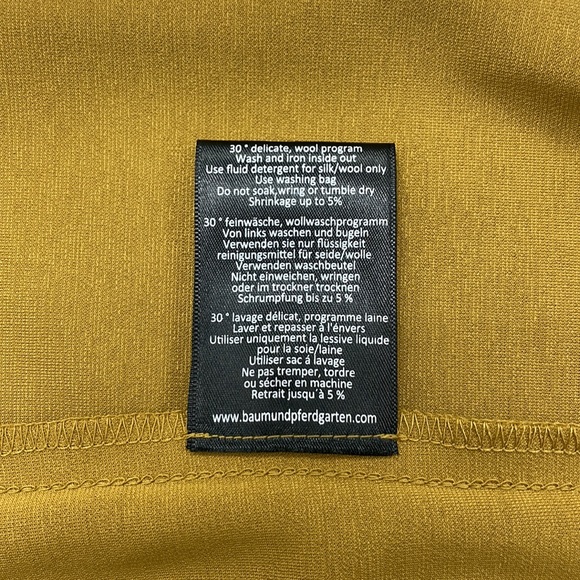 30 ° delicate, wool program
Wash and iron inside out
Use fluid detergent for silk/wool only
Use washing bag
Do not soak,wring or tumble dry
Shrinkage up to 5%
30 ° feinwäsche, wollwaschprogramm
Von links waschen und bugeln
Verwenden sie nur flüssigkeit
reinigungsmittel für seide/wolle
Verwenden waschbeutel
Nicht einweichen, wringen
oder im trockner trocknen
Schrumpfung bis zu 5 %
30 ° lavage délicat, programme laine
Laver et repasser à l'énvers
Utiliser uniquement la lessive liquide
pour la soie/laine
Utiliser sac á lavage
Ne pas tremper, tordre
ou sécher en machine
Retrait jusqu'à 5 %
www.baumundpferdgarten.com